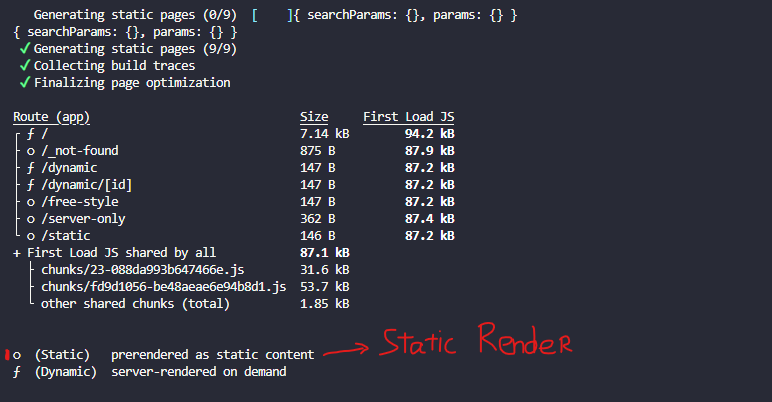 Generating static pages (0/9)  [    ]{ searchParams: {}, params: {} }
{ searchParams: {}, params: {} }
✓ Generating static pages (9/9)
✓ Collecting build traces
✓ Finalizing page optimization
Route (app)                              Size     First Load JS
┌ ƒ /                                    7.14 kB        94.2 kB
├ ○ /_not-found                          875 B          87.9 kB
├ ƒ /dynamic                             147 B          87.2 kB
├ ƒ /dynamic/[id]                        147 B          87.2 kB
├ ○ /free-style                          147 B          87.2 kB
├ ○ /server-only                         362 B          87.4 kB
└ ○ /static                              146 B          87.2 kB
+ First Load JS shared by all            87.1 kB
├ chunks/23-088da993b647466e.js        31.6 kB
├ chunks/fd9d1056-be48aeae6e94b8d1.js  53.7 kB
└ other shared chunks (total)          1.85 kB
○  (Static)   prerendered as static content → Static Render
ƒ  (Dynamic)  server-rendered on demand